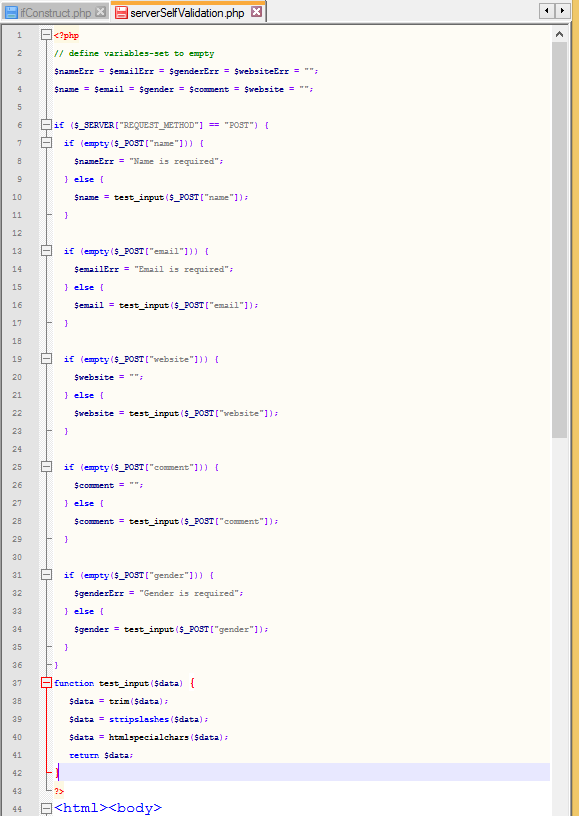 ifConstruct.php serverSelfValidation.php
1 <?php
2 // define variables-set to empty
3 $nameErr = $emailErr = $genderErr = $websiteErr = "";
4 $name = $email = $gender = $comment = $website = "";
5
6 if ($_SERVER["REQUEST_METHOD"] == "POST") {
7 if (empty($_POST["name"])) {
8 $nameErr = "Name is required";
9 } else {
10 $name = test_input($_POST["name"]);
11 }
12
13 if (empty($_POST["email"])) {
14 $emailErr = "Email is required";
15 } else {
16 $email = test_input($_POST["email"]);
17 }
18
19 if (empty($_POST["website"])) {
20 $website = "";
21 } else {
22 $website = test_input($_POST["website"]);
23 }
24
25 if (empty($_POST["comment"])) {
26 $comment = "";
27 } else {
28 $comment = test_input($_POST["comment"]);
29 }
30
31 if (empty($_POST["gender"])) {
32 $genderErr = "Gender is required";
33 } else {
34 $gender = test_input($_POST["gender"]);
35 }
36 }
37 function test_input($data) {
38 $data = trim($data);
39 $data = stripslashes($data);
40 $data = htmlspecialchars($data);
41 return $data;
42 }
43 ?>
44 <html><body>